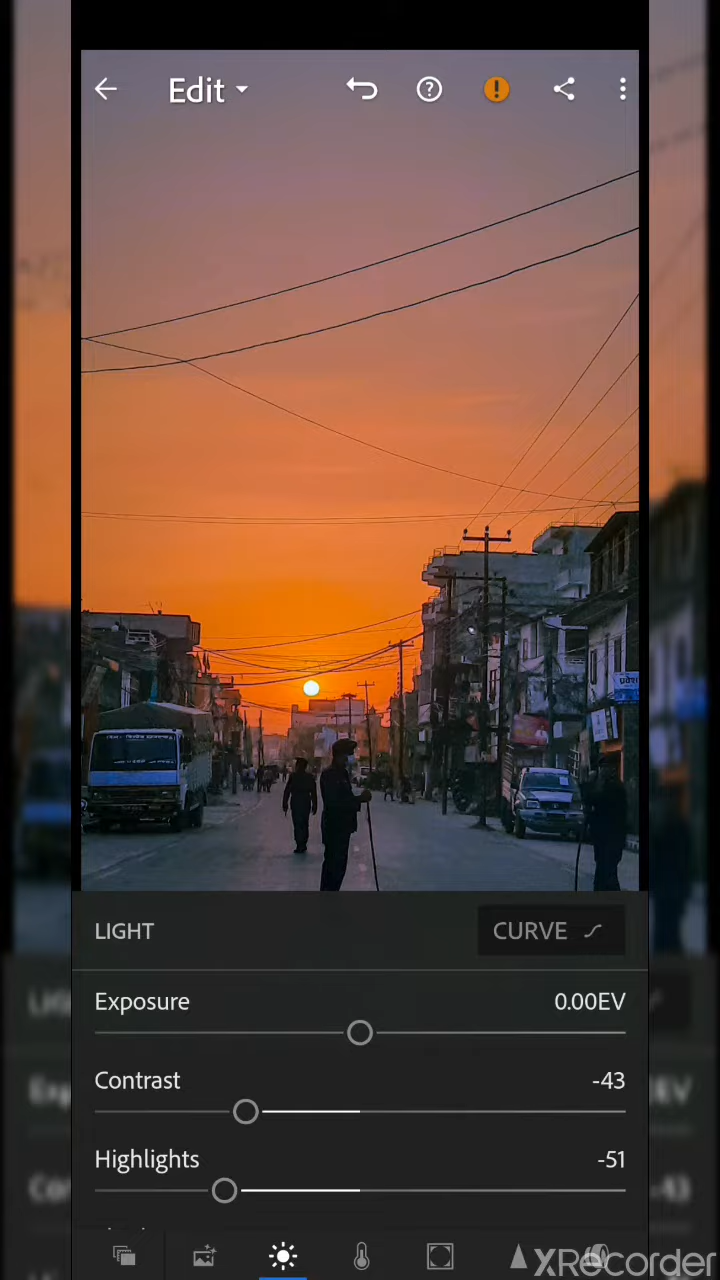 Edit
LIGHT
CURVE
Exposure
0.00EV
Contrast
-43
Highlights
-51
XRecorder